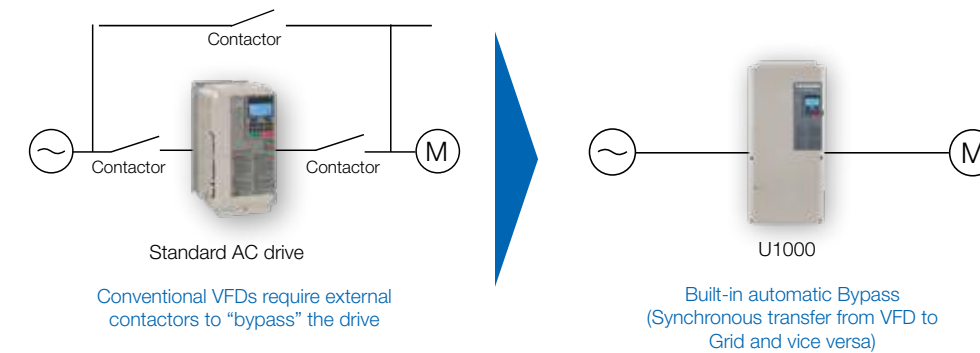 Contactor
Contactor
Contactor
M
Standard AC drive
Conventional VFDs require external
contactors to “bypass” the drive
M
U1000
Built-in automatic Bypass
(Synchronous transfer from VFD to
Grid and vice versa)